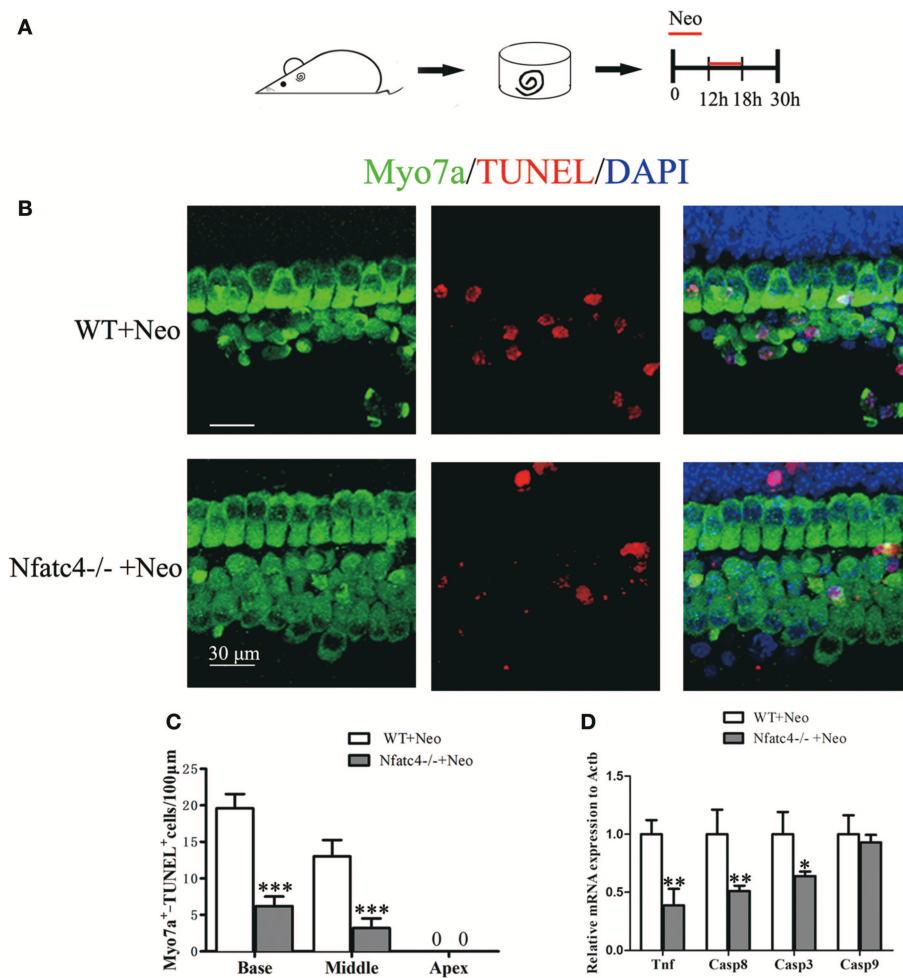 A
Neo
0 12h 18h 30h
Myo7a/TUNEL/DAPI
B
WT+Neo
Nfatc4-/- +Neo
30 µm
C
WT+Neo
Nfatc4-/-+Neo
Myo7a⁺-TUNEL⁺cells/100µm
25
20
15
10
5
0
***
***
0 0
Base Middle Apex
D
WT+Neo
Nfatc4-/- +Neo
Relative mRNA expression to Actb
1.5
1.0
0.5
0.0
**
**
*
Tnf Casp8 Casp3 Casp9